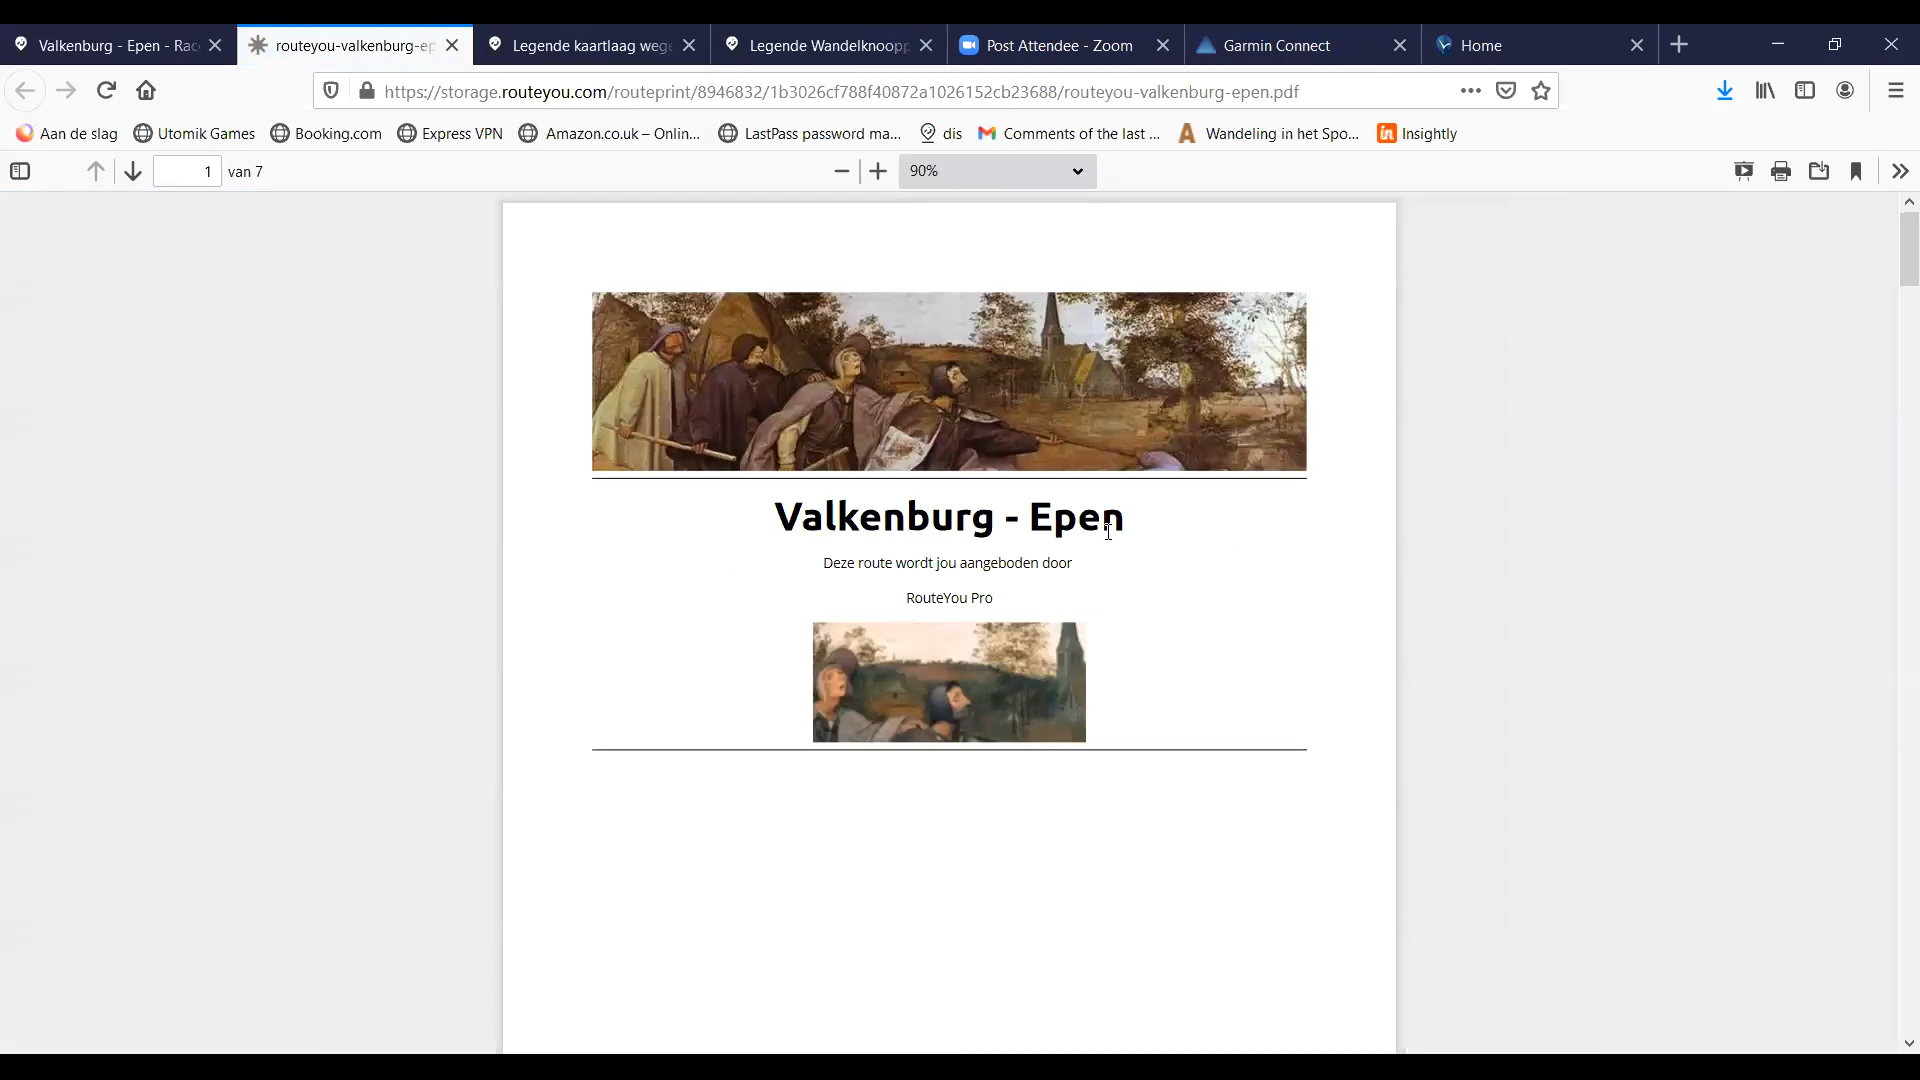 Valkenburg - Epen - Rac
routeyou-valkenburg-ep
Legende kaartlaag wege
Legende Wandelknoopp
Post Attendee - Zoom
Garmin Connect
Home
https://storage.routeyou.com/routeprint/8946832/1b3026cf788f40872a1026152cb23688/routeyou-valkenburg-epen.pdf
Aan de slag
Utomik Games
Booking.com
Express VPN
Amazon.co.uk – Onlin...
LastPass password ma...
dis
Comments of the last ...
Wandeling in het Spo...
in Insightly
1 van 7
90%
Valkenburg - Epen
Deze route wordt jou aangeboden door
RouteYou Pro